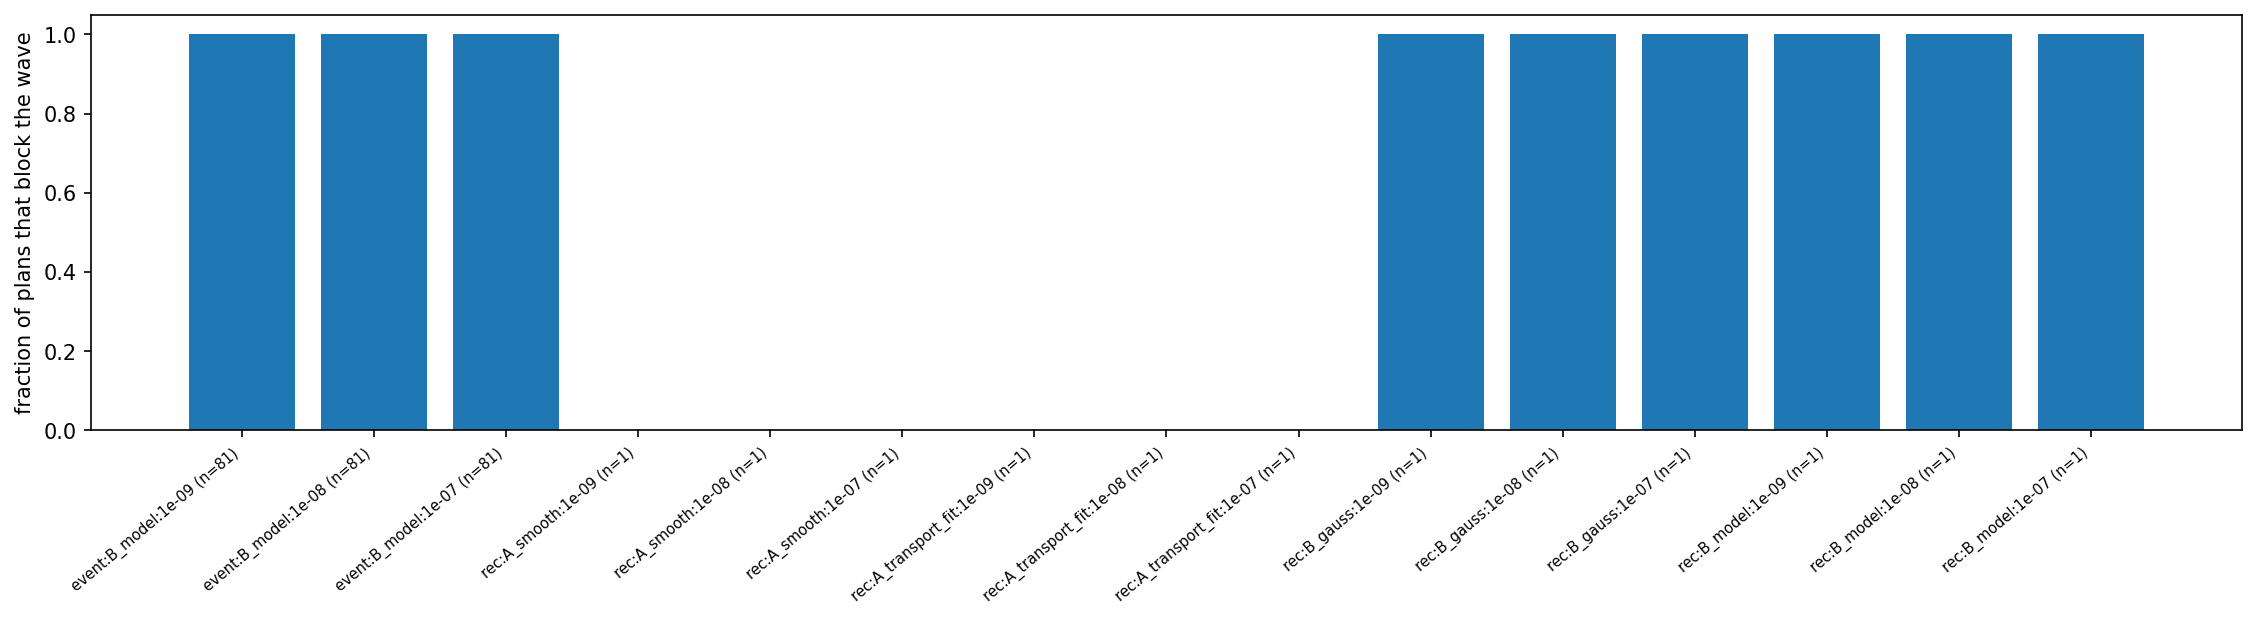 fraction of plans that block the wave
1.0
0.8
0.6
0.4
0.2
0.0
event:B_model:1e-09 (n=81)
event:B_model:1e-08 (n=81)
event:B_model:1e-07 (n=81)
rec:A_smooth:1e-09 (n=1)
rec:A_smooth:1e-08 (n=1)
rec:A_smooth:1e-07 (n=1)
rec:A_transport_fit:1e-09 (n=1)
rec:A_transport_fit:1e-08 (n=1)
rec:A_transport_fit:1e-07 (n=1)
rec:B_gauss:1e-09 (n=1)
rec:B_gauss:1e-08 (n=1)
rec:B_gauss:1e-07 (n=1)
rec:B_model:1e-09 (n=1)
rec:B_model:1e-08 (n=1)
rec:B_model:1e-07 (n=1)